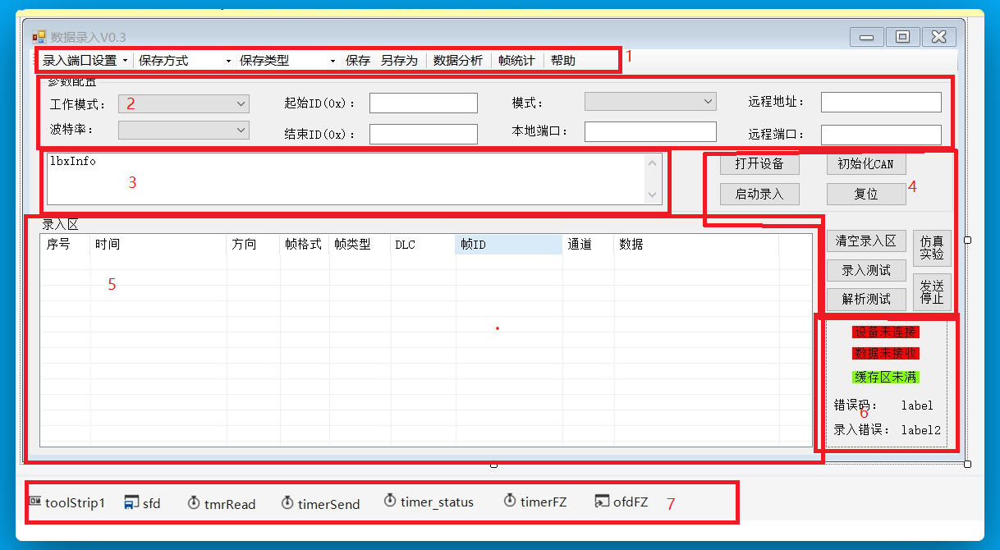 数据录入V0.3
录入端口设置 保存方式 保存类型 保存 另存为 数据分析 帧统计 帮助 1
参数配置
工作模式: 2 起始ID(0x): 模式: 远程地址:
波特率: 结束ID(0x): 本地端口: 远程端口:
lbxInfo
3
打开设备 初始化CAN
启动录入 复位 4
录入区
序号 时间 方向 帧格式 帧类型 DLC 帧ID 通道 数据
5
清空录入区
录入测试
解析测试
仿真
实验
发送
停止
设备未连接
数据未接收
缓存区未满
错误码: label
6
录入错误: label2
toolStrip1 sfd tmrRead timerSend timer_status timerFZ ofdFZ 7